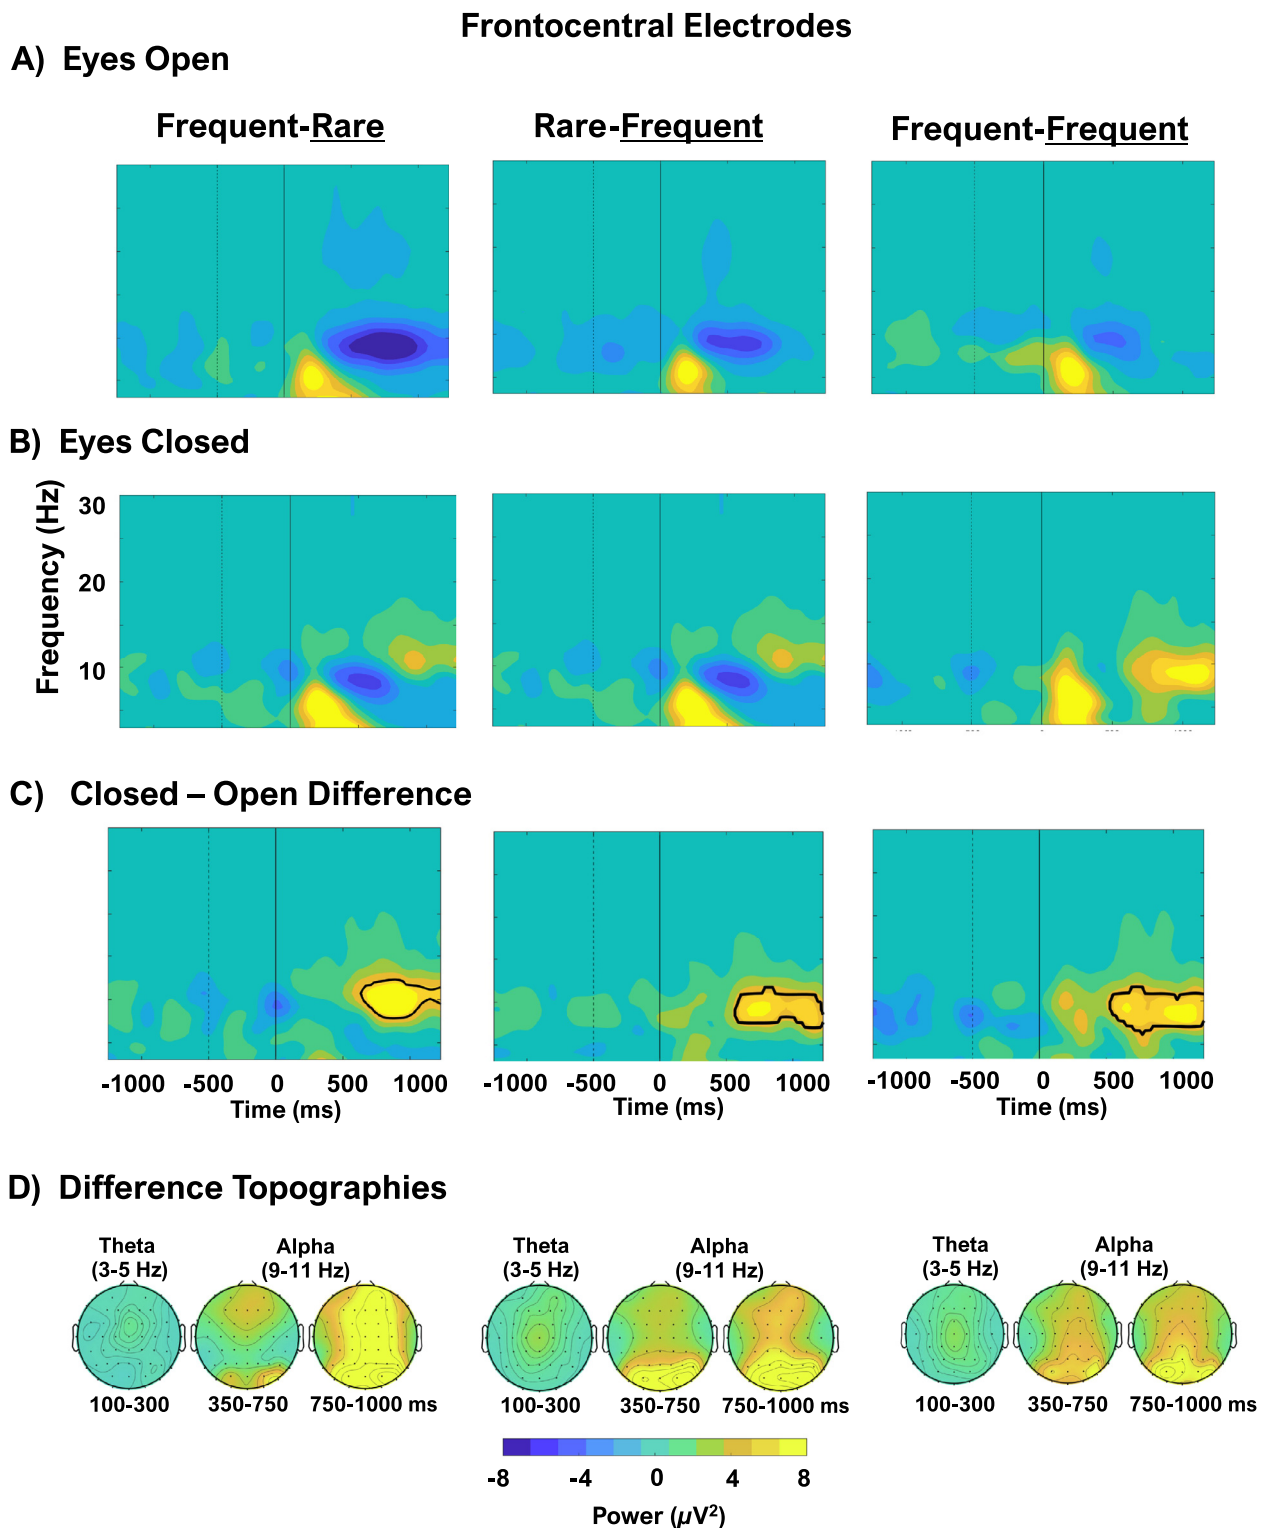 Frontocentral Electrodes
A) Eyes Open
Frequent-Rare Rare-Frequent Frequent-Frequent
B) Eyes Closed
Frequency (Hz)
30
20
10
C) Closed – Open Difference
-1000 -500 0 500 1000 -1000 -500 0 500 1000 -1000 -500 0 500 1000
Time (ms) Time (ms) Time (ms)
D) Difference Topographies
Theta Alpha Theta Alpha Theta Alpha
(3-5 Hz) (9-11 Hz) (3-5 Hz) (9-11 Hz) (3-5 Hz) (9-11 Hz)
100-300 350-750 750-1000 ms 100-300 350-750 750-1000 ms 100-300 350-750 750-1000 ms
-8 -4 0 4 8
Power (µV²)